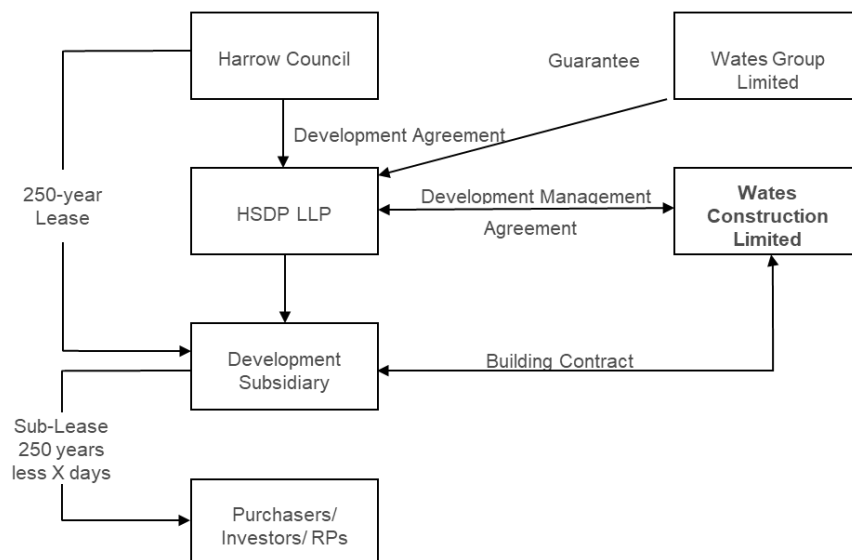 Harrow Council
Guarantee
Wates Group
Limited
Development Agreement
250-year
Lease
HSDP LLP
Development Management
Agreement
Wates
Construction
Limited
Development
Subsidiary
Building Contract
Sub-Lease
250 years
less X days
Purchasers/
Investors/ RPs